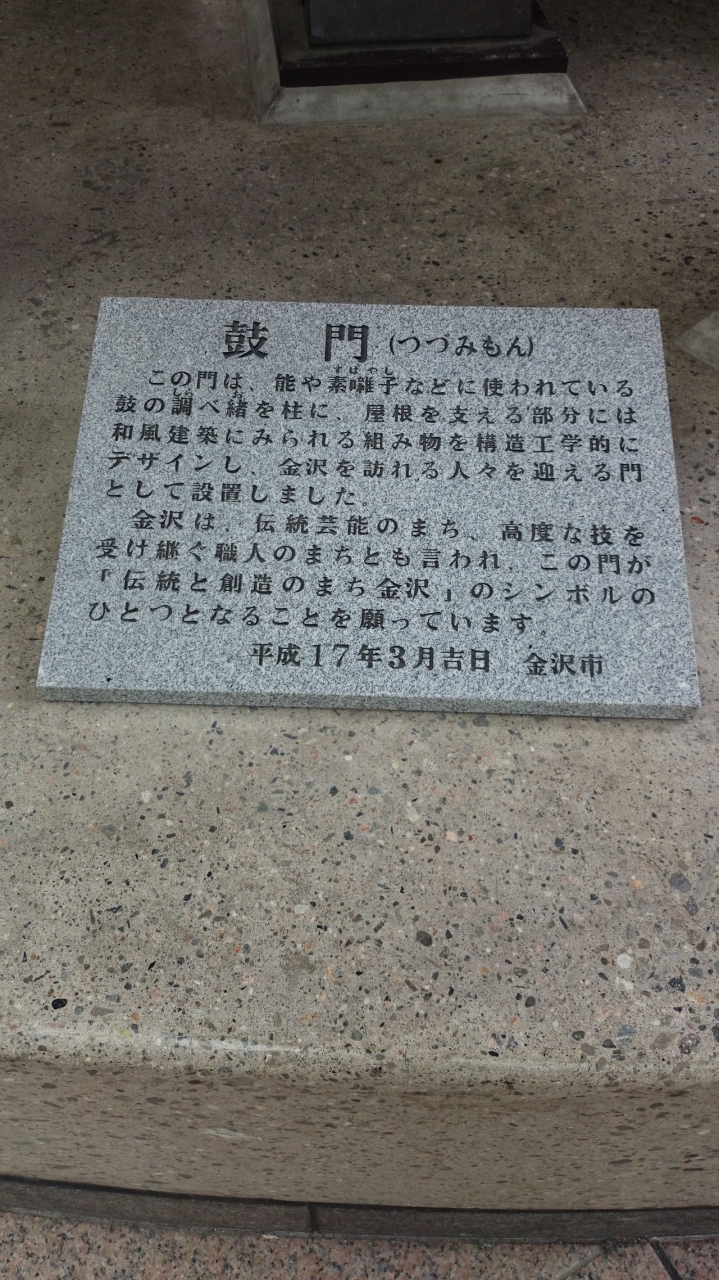 鼓 門 (つづみもん)
この門は、能や素囃子などに使われている
鼓の調べ緒を柱に、屋根を支える部分には
和風建築にみられる組み物を構造工学的に
デザインし、金沢を訪れる人々を迎える門
として設置しました。
金沢は、伝統芸能のまち、高度な技を
受け継ぐ職人のまちとも言われ、この門が
「伝統と創造のまち金沢」のシンボルの
ひとつとなることを願っています。
平成17年3月吉日 金沢市